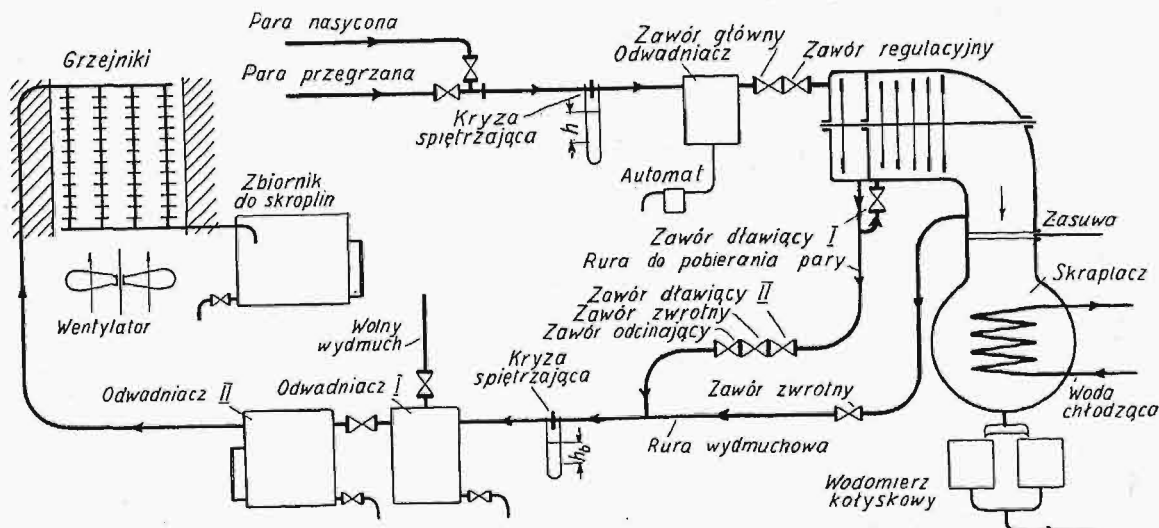 Para nasycona
Para przegrzana
Grzejniki
Zawór główny
Odwadniacz
Zawór regulacyjny
Kryza
spiętrzająca
h
Automat
Zbiornik
do skroplin
Zawór dławiący I
Rura do pobierania pary
Zasuwa
Skraplacz
Wentylator
Wolny
wydmuch
Zawór dławiący II
Zawór zwrotny
Zawór odcinający
Kryza
spiętrzająca
Odwadniacz II
Odwadniacz I
Zawór zwrotny
Woda
chłodząca
Rura wydmuchowa
hb
Wodomierz
kołyskowy